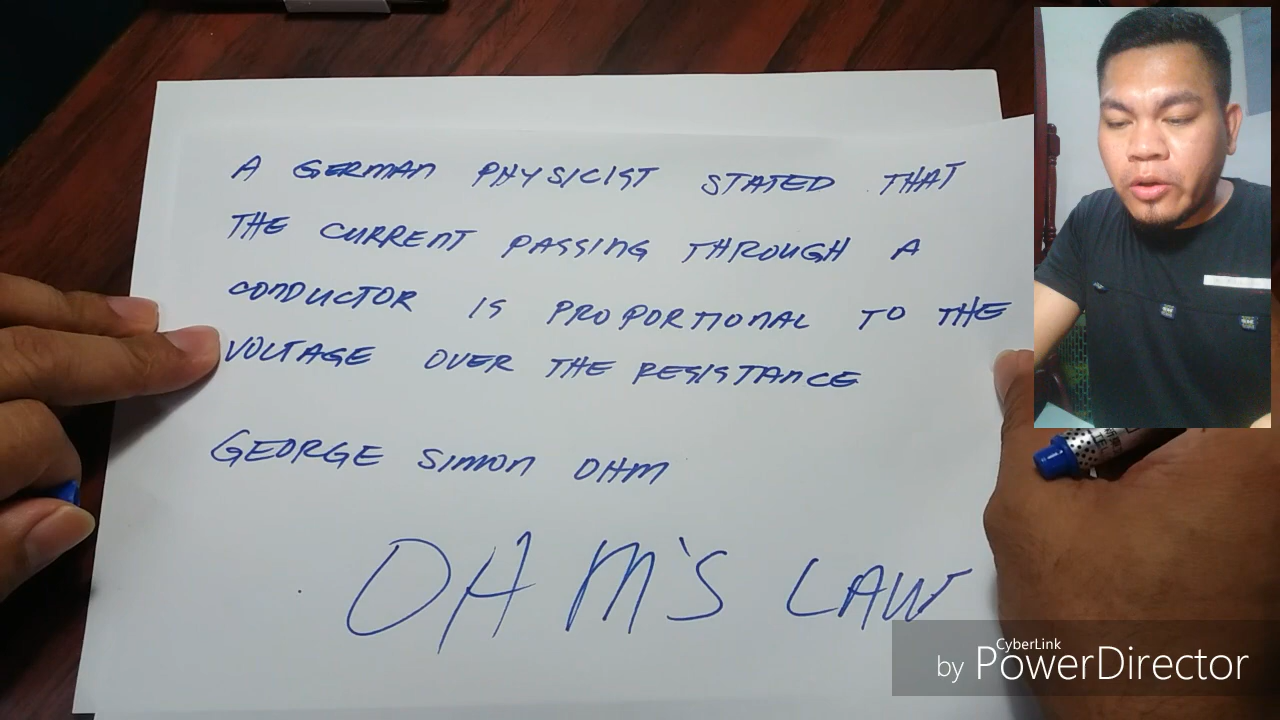 A GERMAN PHYSICIST STATED THAT
THE CURRENT PASSING THROUGH A
CONDUCTOR IS PROPORTIONAL TO THE
VOLTAGE OVER THE RESISTANCE
GEORGE SIMON OHM
OHM'S LAW
by CyberLink PowerDirector